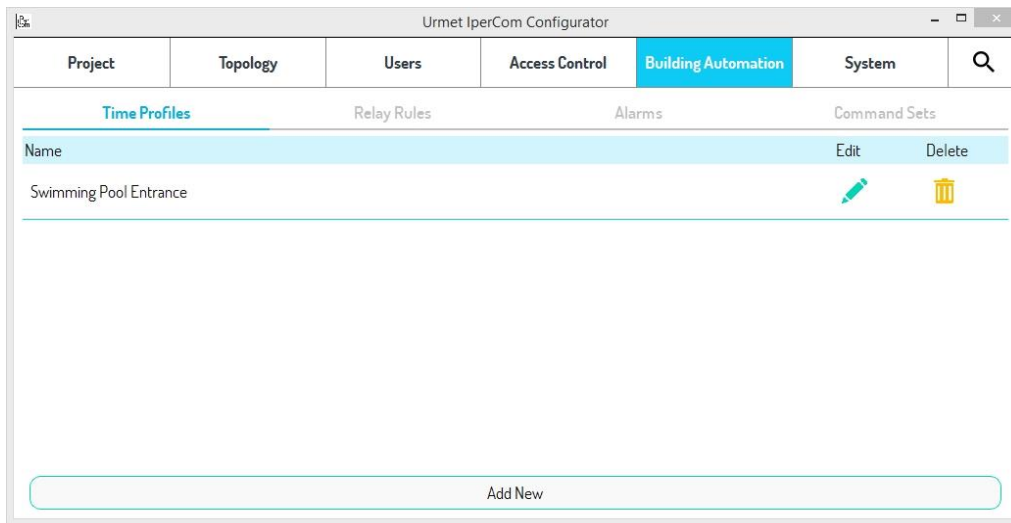 Urmet IperCom Configurator
Project Topology Users Access Control Building Automation System
Time Profiles Relay Rules Alarms Command Sets
Name Edit Delete
Swimming Pool Entrance
Add New